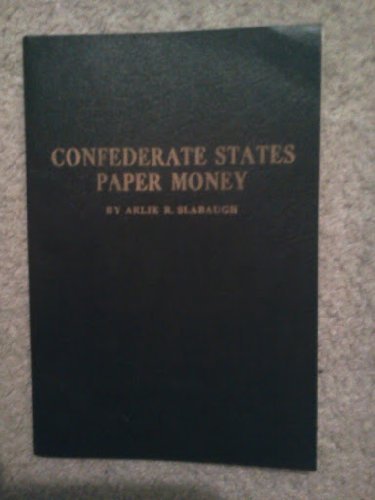 CONFEDERATE STATES
PAPER MONEY
BY ARLIE R. SLABAUGH